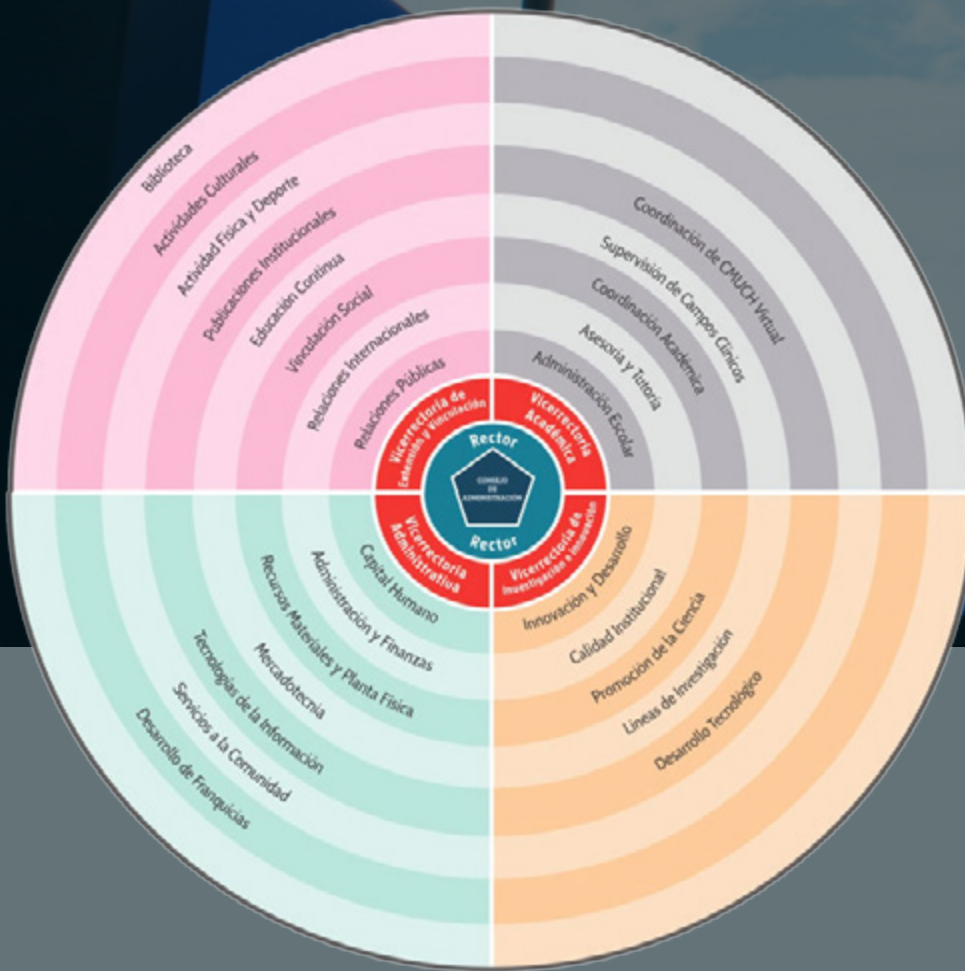 Biblioteca
Actividades Culturales
Actividad Física y Deporte
Publicaciones Institucionales
Educación Continua
Vinculación Social
Relaciones Internacionales
Relaciones Públicas
Coordinación de CMUCH Virtual
Supervisión de Campos Clínicos
Coordinación Académica
Asesoría y Tutoría
Administración Escolar
Vicerrectoría de
Extensión y Vinculación
Vicerrectoría
Académica
Rector
CONSEJO
DE
ADMINISTRACIÓN
Rector
Vicerrectoría
Administrativa
Vicerrectoría de
Investigación e Innovación
Capital Humano
Administración y Finanzas
Recursos Materiales y Planta Física
Mercadotecnia
Tecnologías de la Información
Servicios a la Comunidad
Desarrollo de Franquicias
Innovación y Desarrollo
Calidad Institucional
Promoción de la Ciencia
Líneas de Investigación
Desarrollo Tecnológico